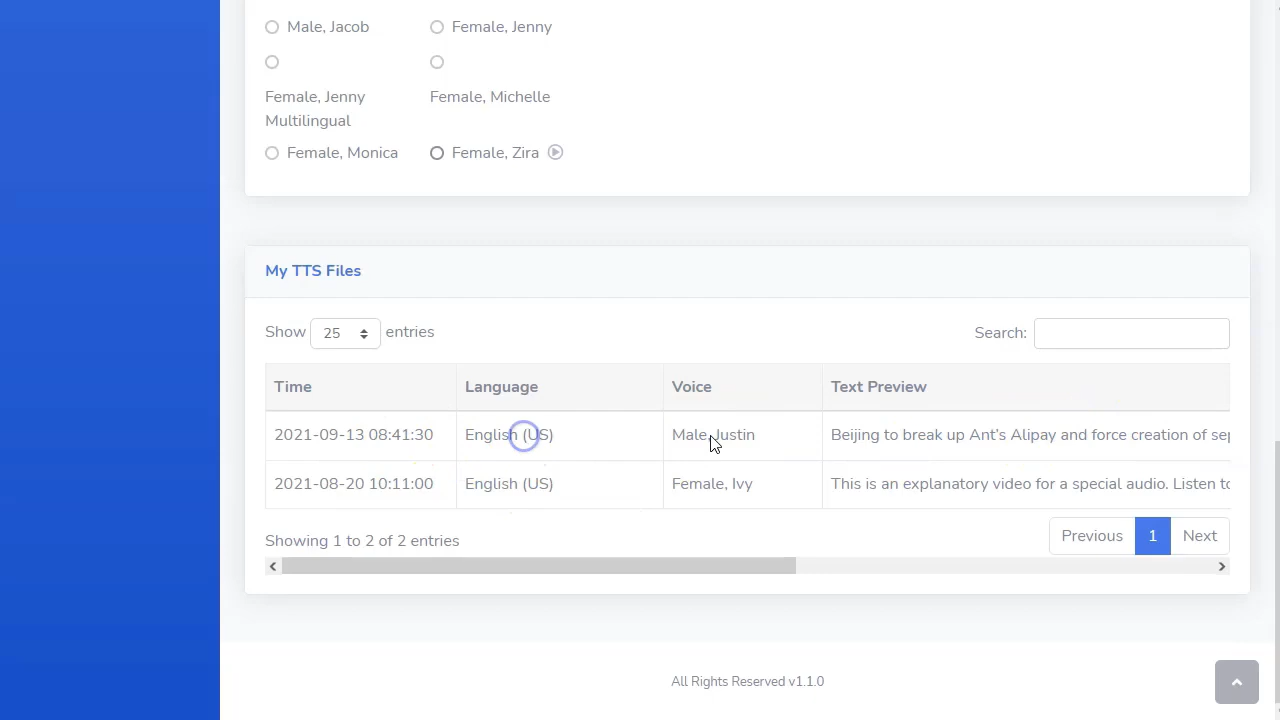 Male, Jacob
Female, Jenny
Female, Jenny
Multilingual
Female, Michelle
Female, Monica
Female, Zira
My TTS Files
Show 25 entries
Search:
Time Language Voice Text Preview
2021-09-13 08:41:30 English (US) Male, Justin Beijing to break up Ant's Alipay and force creation of
2021-08-20 10:11:00 English (US) Female, Ivy This is an explanatory video for a special audio. Listen
Showing 1 to 2 of 2 entries
Previous 1 Next
All Rights Reserved v1.1.0